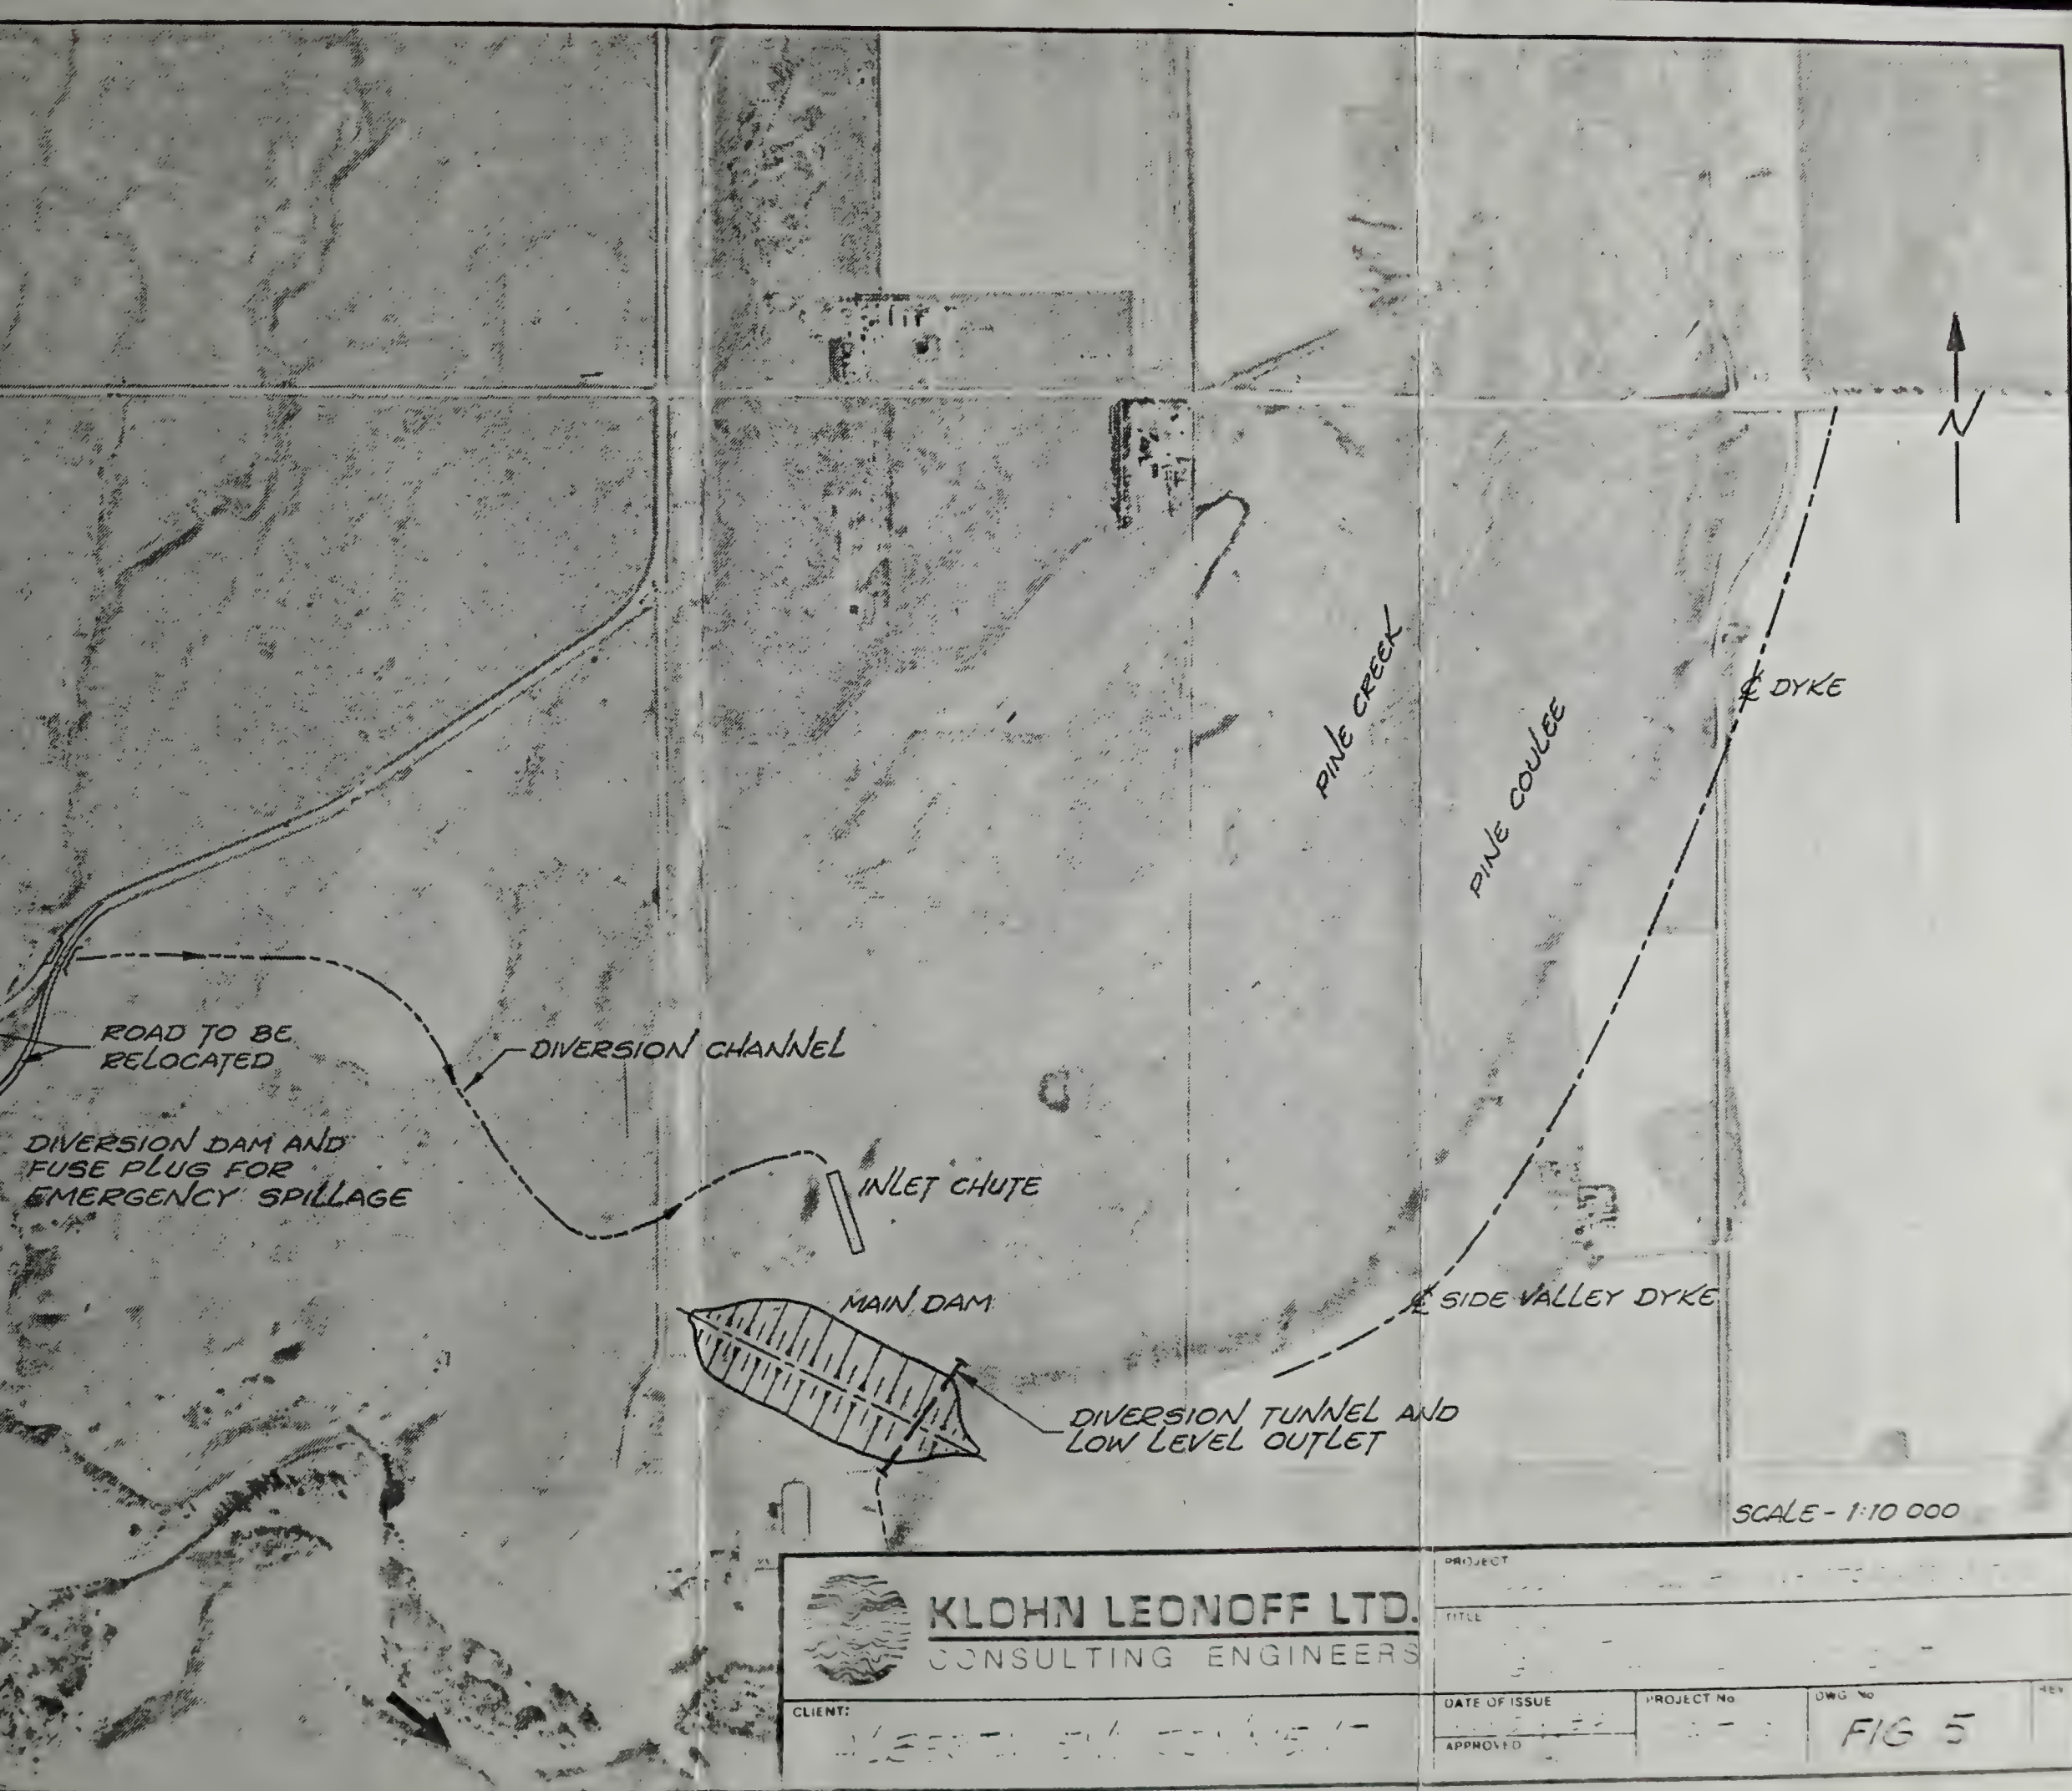 N
PINE CREEK
PINE COULEE
℄ DYKE
ROAD TO BE
RELOCATED
DIVERSION CHANNEL
DIVERSION DAM AND
FUSE PLUG FOR
EMERGENCY SPILLAGE
INLET CHUTE
MAIN DAM
℄ SIDE VALLEY DYKE
DIVERSION TUNNEL AND
LOW LEVEL OUTLET
SCALE - 1:10 000
KLOHN LEONOFF LTD.
CONSULTING ENGINEERS
CLIENT:
PROJECT
TITLE
DATE OF ISSUE
PROJECT No
DWG No
REV
APPROVED
FIG 5